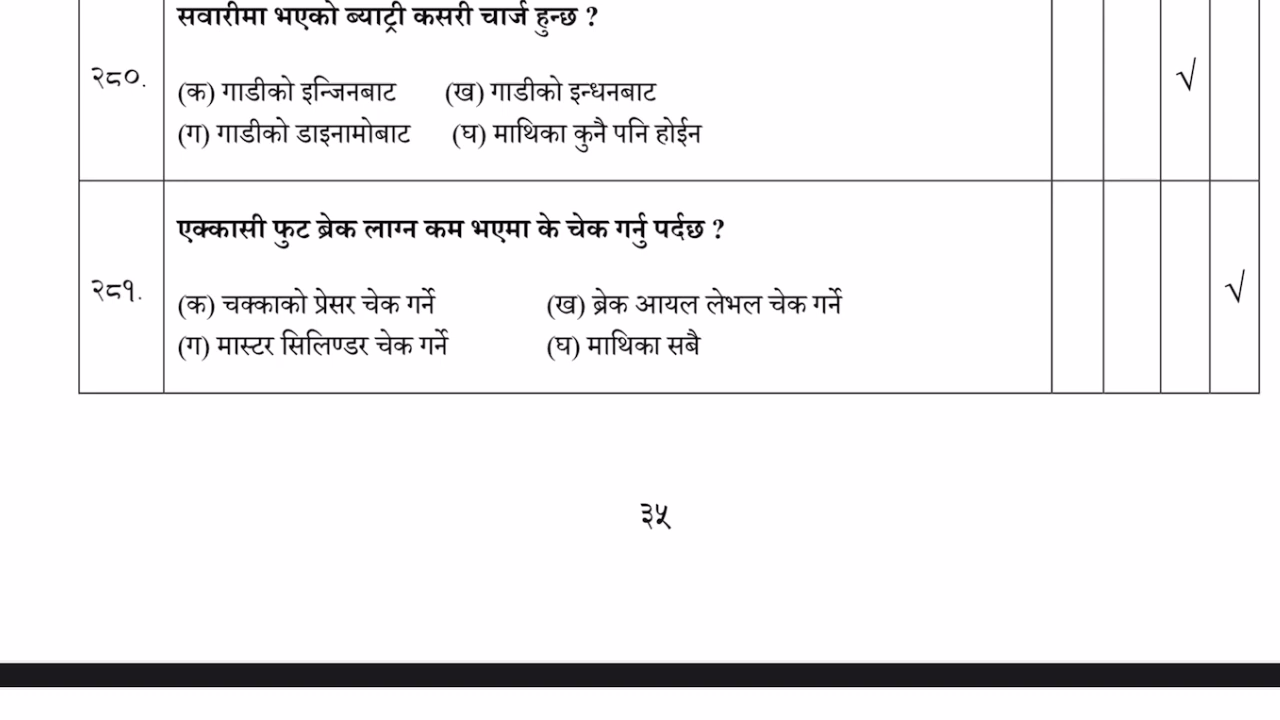 सवारीमा भएको ब्याट्री कसरी चार्ज हुन्छ ?
२८०.
(क) गाडीको इन्जिनबाट (ख) गाडीको इन्धनबाट
√
(ग) गाडीको डाइनामोबाट (घ) माथिका कुनै पनि होईन
एक्कासी फुट ब्रेक लाग्न कम भएमा के चेक गर्नु पर्दछ ?
२८१.
(क) चक्काको प्रेसर चेक गर्ने (ख) ब्रेक आयल लेभल चेक गर्ने
√
(ग) मास्टर सिलिण्डर चेक गर्ने (घ) माथिका सबै
३५